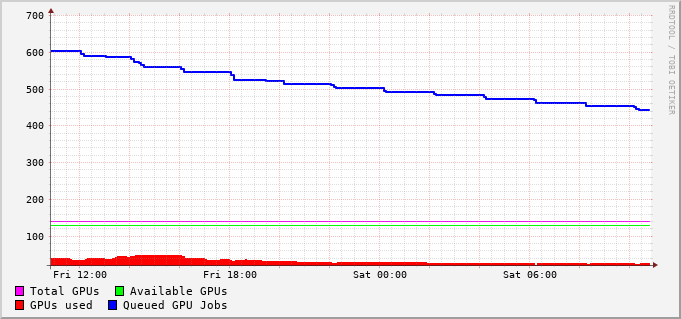 700
600
500
400
300
200
100
Fri 12:00 Fri 18:00 Sat 00:00 Sat 06:00
Total GPUs Available GPUs
GPUs used Queued GPU Jobs
RRDTOOL / TOBI OETIKER